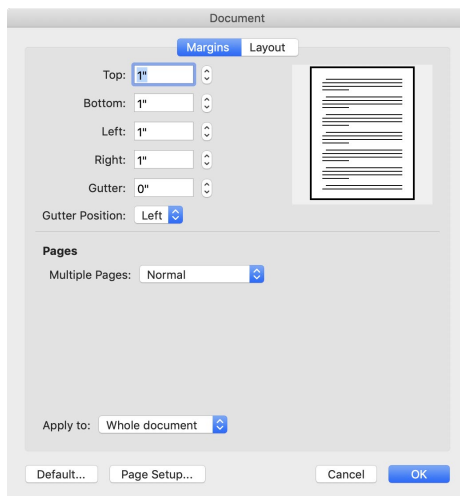 Document
Margins Layout
Top: 1"
Bottom: 1"
Left: 1"
Right: 1"
Gutter: 0"
Gutter Position: Left
Pages
Multiple Pages: Normal
Apply to: Whole document
Default... Page Setup... Cancel OK